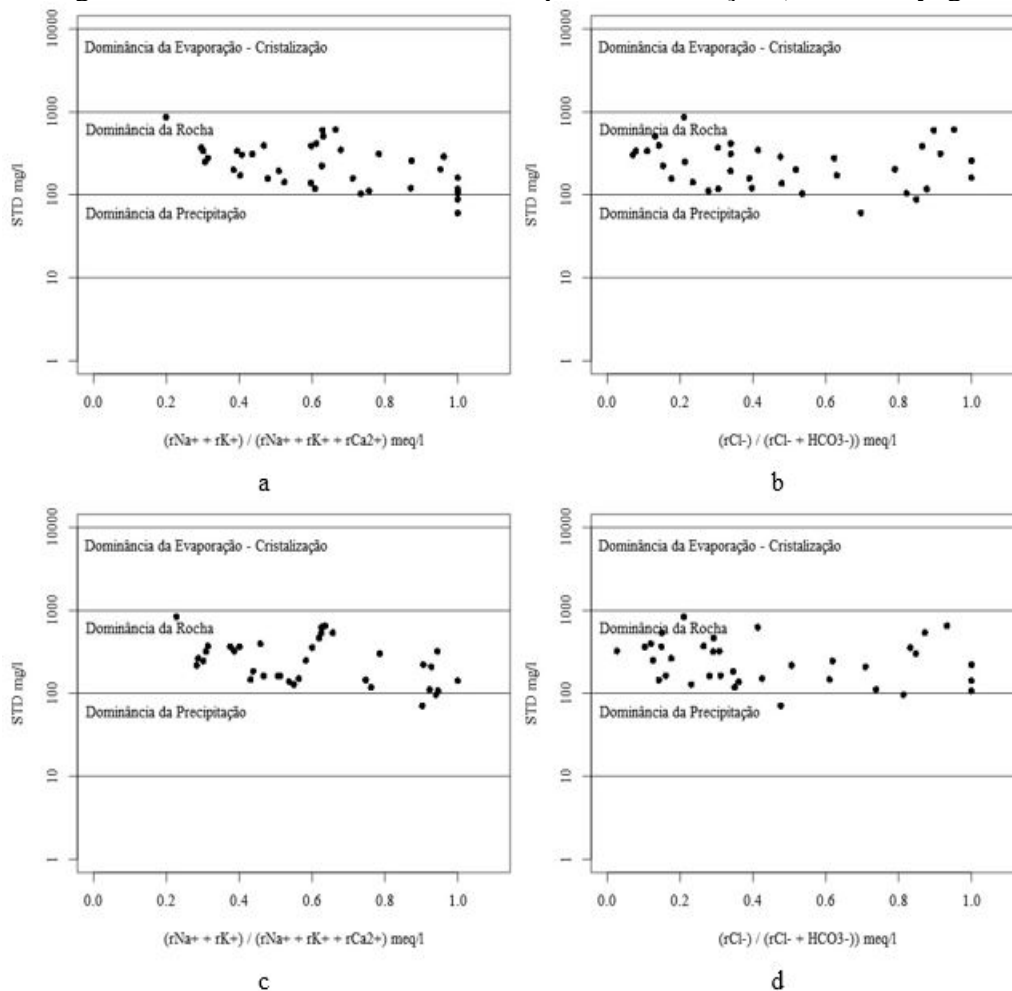 10000
1000
100
10
1
STD mg/l
Dominância da Evaporação - Cristalização
Dominância da Rocha
Dominância da Precipitação
0.0 0.2 0.4 0.6 0.8 1.0
(rNa+ + rK+) / (rNa+ + rK+ + rCa2+) meq/l
a
10000
1000
100
10
1
STD mg/l
Dominância da Evaporação - Cristalização
Dominância da Rocha
Dominância da Precipitação
0.0 0.2 0.4 0.6 0.8 1.0
(rCl-) / (rCl- + HCO3-)) meq/l
b
10000
1000
100
10
1
STD mg/l
Dominância da Evaporação - Cristalização
Dominância da Rocha
Dominância da Precipitação
0.0 0.2 0.4 0.6 0.8 1.0
(rNa+ + rK+) / (rNa+ + rK+ + rCa2+) meq/l
c
10000
1000
100
10
1
STD mg/l
Dominância da Evaporação - Cristalização
Dominância da Rocha
Dominância da Precipitação
0.0 0.2 0.4 0.6 0.8 1.0
(rCl-) / (rCl- + HCO3-)) meq/l
d